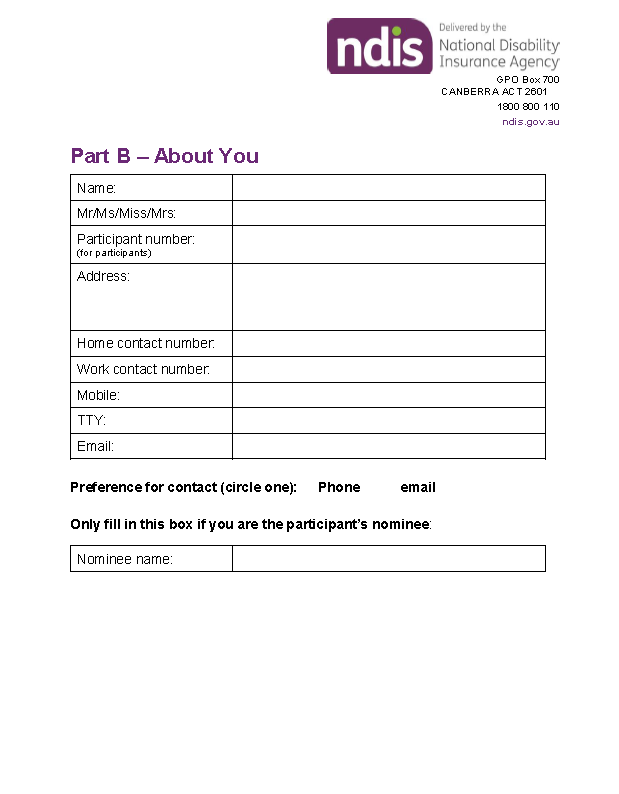 ndis
Delivered by the
National Disability
Insurance Agency
GPO Box 700
CANBERRA ACT 2601
1800 800 110
ndis.gov.au
Part B – About You
Name:
Mr/Ms/Miss/Mrs:
Participant number:
(for participants)
Address:
Home contact number:
Work contact number:
Mobile:
TTY:
Email:
Preference for contact (circle one): Phone email
Only fill in this box if you are the participant's nominee:
Nominee name: